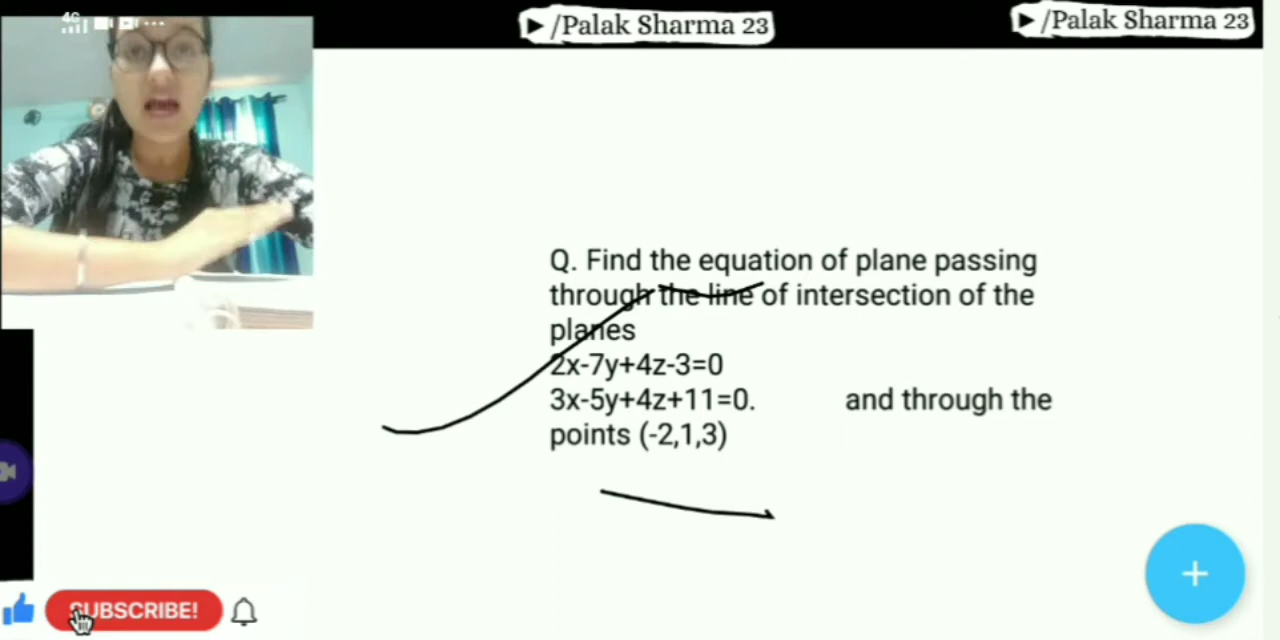 4G
/Palak Sharma 23
/Palak Sharma 23
Q. Find the equation of plane passing
through the line of intersection of the
planes
2x-7y+4z-3=0
3x-5y+4z+11=0. and through the
points (-2,1,3)
SUBSCRIBE!